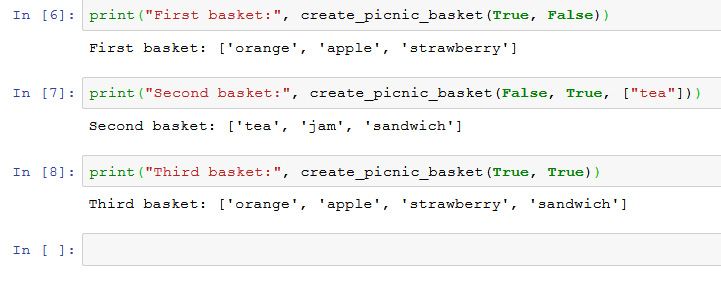 In [6]: print("First basket:", create_picnic_basket(True, False))
First basket: ['orange', 'apple', 'strawberry']
In [7]: print("Second basket:", create_picnic_basket(False, True, ["tea"]))
Second basket: ['tea', 'jam', 'sandwich']
In [8]: print("Third basket:", create_picnic_basket(True, True))
Third basket: ['orange', 'apple', 'strawberry', 'sandwich']
In [ ]: